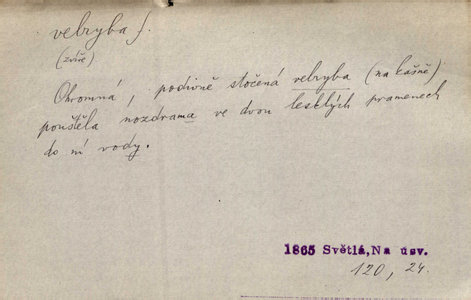 velryba f.
(zvíře)
Ohromná, podivně stočená velryba (na kašně)
pouštěla nozdrama ve dvou lesklých pramenech
do ní vody.
1865 Světlá, Na úsv.
120, 24.